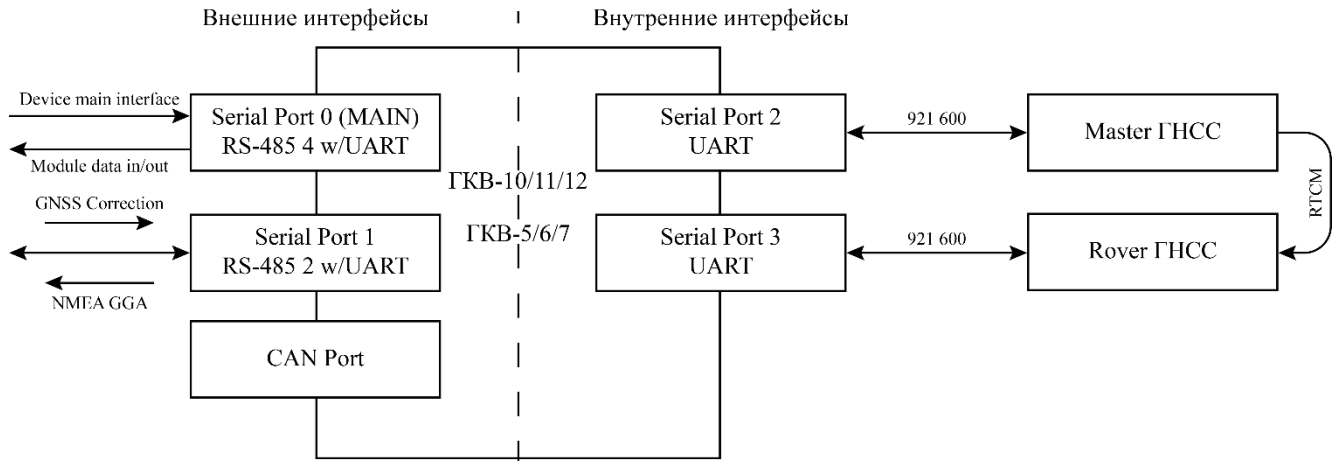 Внешние интерфейсы
Внутренние интерфейсы
Device main interface
Module data in/out
Serial Port 0 (MAIN)
RS-485 4 w/UART
GNSS Correction
NMEA GGA
Serial Port 1
RS-485 2 w/UART
CAN Port
ГКВ-10/11/12
ГКВ-5/6/7
Serial Port 2
UART
921 600
Master ГНСС
Serial Port 3
UART
921 600
Rover ГНСС
RTCM